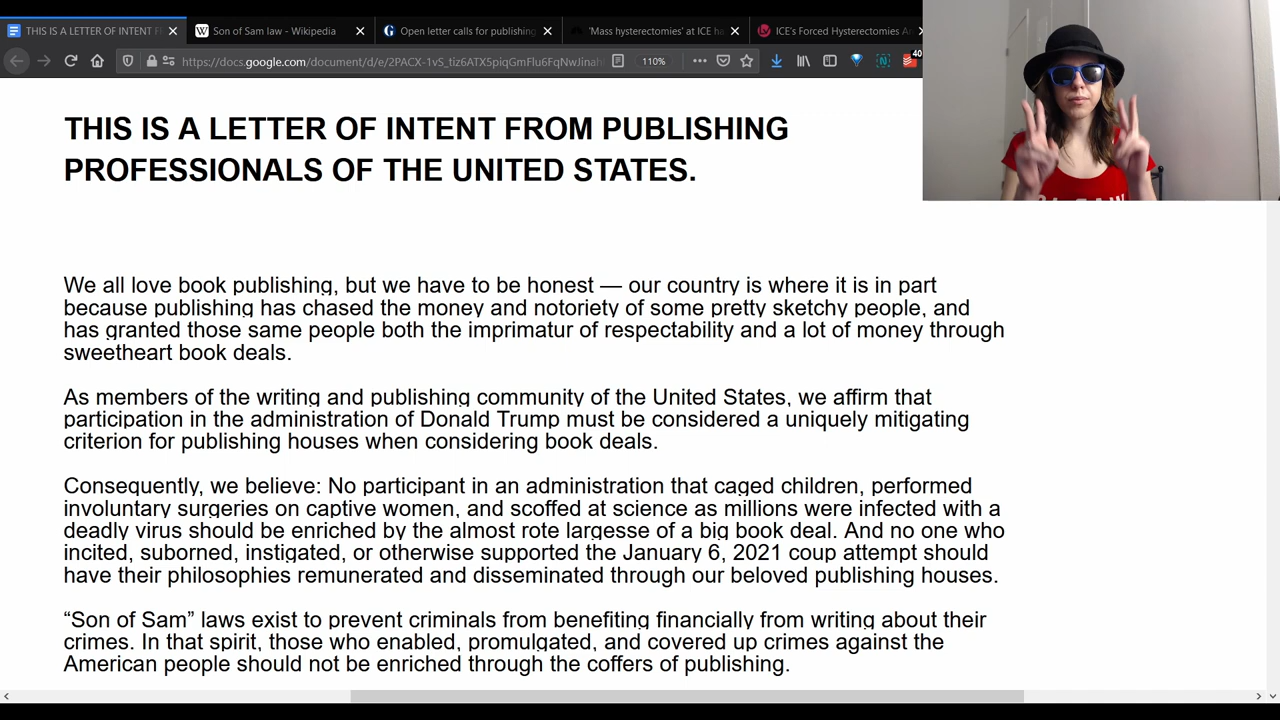 THIS IS A LETTER OF INTENT F
Son of Sam law - Wikipedia
Open letter calls for publishing
'Mass hysterectomies' at ICE ha
ICE's Forced Hysterectomies An
https://docs.google.com/document/d/e/2PACX-1vS_tiz6ATX5piqGmFlu6FqNwJinah
110%
40
THIS IS A LETTER OF INTENT FROM PUBLISHING
PROFESSIONALS OF THE UNITED STATES.
We all love book publishing, but we have to be honest — our country is where it is in part
because publishing has chased the money and notoriety of some pretty sketchy people, and
has granted those same people both the imprimatur of respectability and a lot of money through
sweetheart book deals.
As members of the writing and publishing community of the United States, we affirm that
participation in the administration of Donald Trump must be considered a uniquely mitigating
criterion for publishing houses when considering book deals.
Consequently, we believe: No participant in an administration that caged children, performed
involuntary surgeries on captive women, and scoffed at science as millions were infected with a
deadly virus should be enriched by the almost rote largesse of a big book deal. And no one who
incited, suborned, instigated, or otherwise supported the January 6, 2021 coup attempt should
have their philosophies remunerated and disseminated through our beloved publishing houses.
“Son of Sam” laws exist to prevent criminals from benefiting financially from writing about their
crimes. In that spirit, those who enabled, promulgated, and covered up crimes against the
American people should not be enriched through the coffers of publishing.